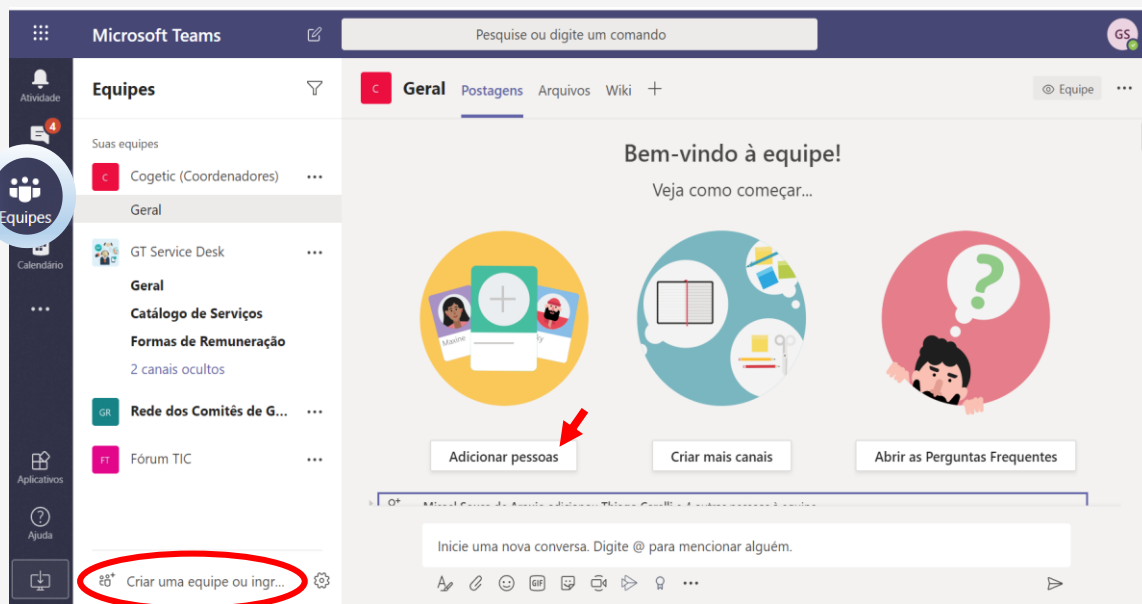 Microsoft Teams
Pesquise ou digite um comando
GS
Atividade
4
Equipes
Calendário
Aplicativos
Ajuda
Equipes
Suas equipes
C Cogetic (Coordenadores)
Geral
GT Service Desk
Geral
Catálogo de Serviços
Formas de Remuneração
2 canais ocultos
GR Rede dos Comitês de G...
FT Fórum TIC
Criar uma equipe ou ingr...
C Geral Postagens Arquivos Wiki
Equipe
Bem-vindo à equipe!
Veja como começar...
Maxine
Adicionar pessoas
Criar mais canais
Abrir as Perguntas Frequentes
Inicie uma nova conversa. Digite @ para mencionar alguém.
GIF